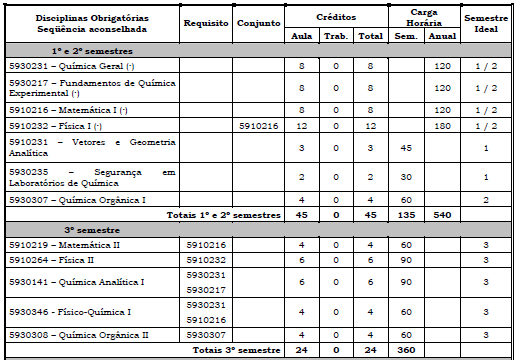 Disciplinas Obrigatórias
Seqüência aconselhada
Requisito
Conjunto
Créditos
Carga Horária
Semestre Ideal
Aula Trab. Total Sem. Anual
1º e 2º semestres
5930231 – Química Geral (·) 8 0 8 120 1 / 2
5930217 – Fundamentos de Química
Experimental (·) 8 0 8 120 1 / 2
5910216 – Matemática I (·) 8 0 8 120 1 / 2
5910232 – Física I (·) 5910216 12 0 12 180 1 / 2
5910231 – Vetores e Geometria
Analítica 3 0 3 45 1
5930235 – Segurança em
Laboratórios de Química 2 0 2 30 1
5930307 – Química Orgânica I 4 0 4 60 2
Totais 1º e 2º semestres 45 0 45 135 540
3º semestre
5910219 – Matemática II 5910216 4 0 4 60 3
5910264 – Física II 5910232 6 0 6 90 3
5930141 – Química Analítica I 5930231 5930217 6 0 6 90 3
5930346 - Físico-Química I 5930231 5910216 4 0 4 60 3
5930308 – Química Orgânica II 5930307 4 0 4 60 3
Totais 3º semestre 24 0 24 360